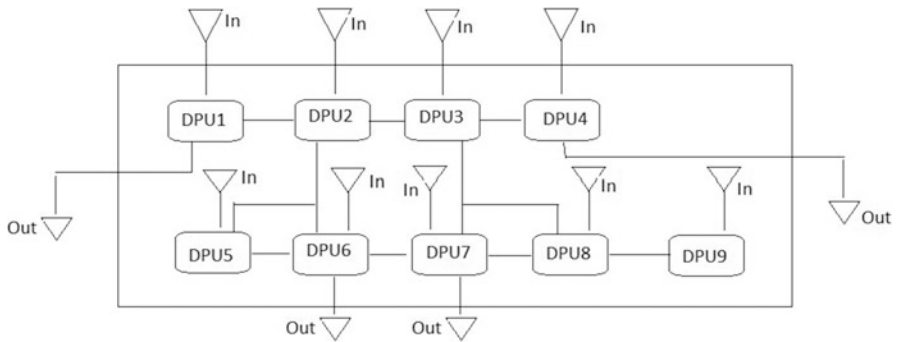 In In In In
DPU1 DPU2 DPU3 DPU4
In In In In In
Out Out
DPU5 DPU6 DPU7 DPU8 DPU9
Out Out